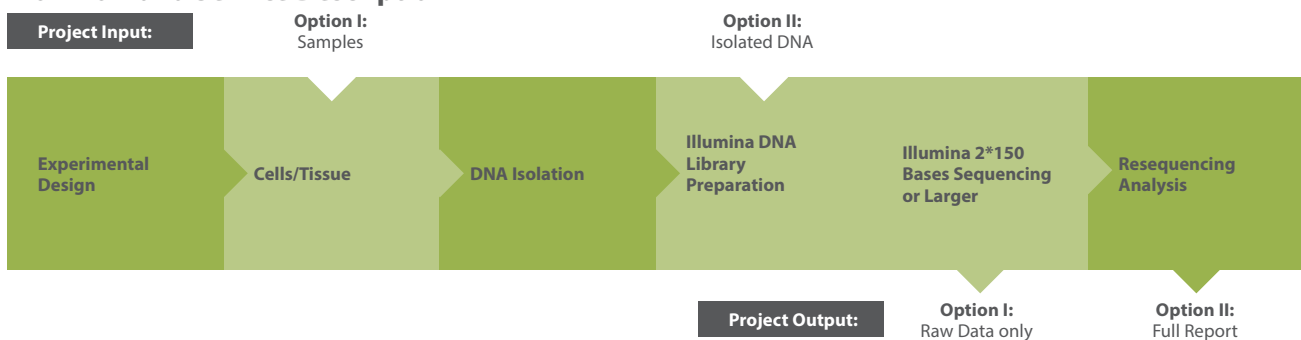 Project Input:
Option I:
Samples
Option II:
Isolated DNA
Experimental
Design
Cells/Tissue
DNA Isolation
Illumina DNA
Library
Preparation
Illumina 2*150
Bases Sequencing
or Larger
Resequencing
Analysis
Project Output:
Option I:
Raw Data only
Option II:
Full Report